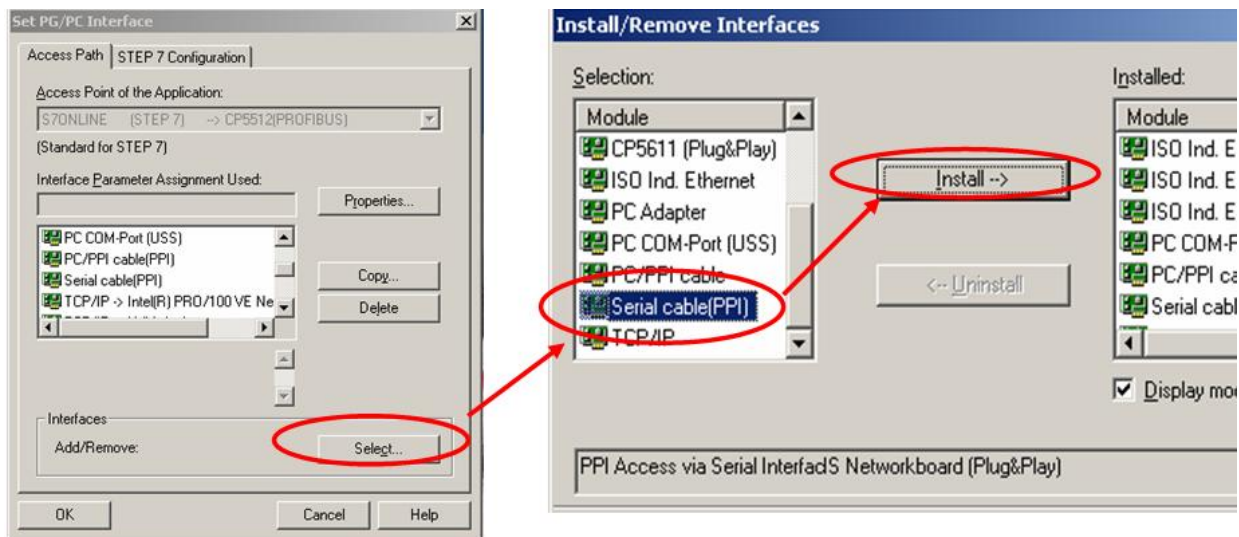 Set PG/PC Interface
Access Path
STEP 7 Configuration
Access Point of the Application:
S7ONLINE (STEP 7) --> CP5512(PROFIBUS)
(Standard for STEP 7)
Interface Parameter Assignment Used:
Properties...
PC COM-Port (USS)
PC/PPI cable(PPI)
Serial cable(PPI)
TCP/IP -> Intel(R) PRO/100 VE Ne
Copy...
Delete
Interfaces
Add/Remove:
Select...
OK
Cancel
Help
Install/Remove Interfaces
Selection:
Module
CP5611 (Plug&Play)
ISO Ind. Ethernet
PC Adapter
PC COM-Port (USS)
PC/PPI cable
Serial cable(PPI)
TCP/IP
Install -->
<-- Uninstall
Installed:
Module
ISO Ind. E
ISO Ind. E
ISO Ind. E
PC COM-F
PC/PPI ca
Serial cabl
Display mod
PPI Access via Serial InterfadS Networkboard (Plug&Play)